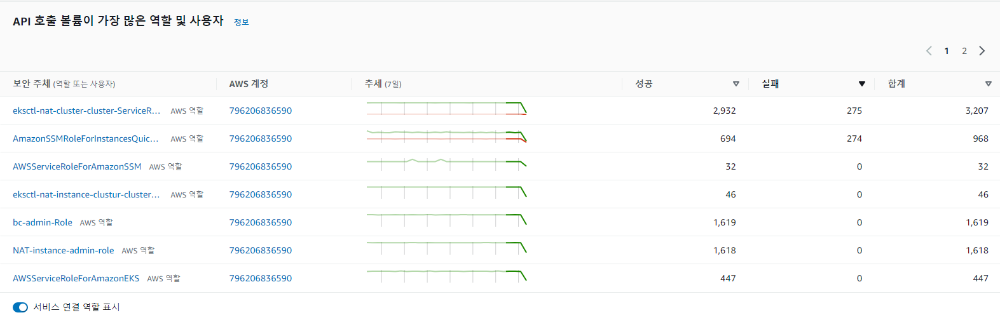 API 호출 볼륨이 가장 많은 역할 및 사용자 정보
1 2
보안 주체 (역할 또는 사용자) AWS 계정 추세 (7일) 성공 실패 합계
eksctl-nat-cluster-cluster-ServiceR... AWS 역할 796206836590 2,932 275 3,207
AmazonSSMRoleForInstancesQuic... AWS 역할 796206836590 694 274 968
AWSServiceRoleForAmazonSSM AWS 역할 796206836590 32 0 32
eksctl-nat-instance-clustur-cluster... AWS 역할 796206836590 46 0 46
bc-admin-Role AWS 역할 796206836590 1,619 0 1,619
NAT-instance-admin-role AWS 역할 796206836590 1,618 0 1,618
AWSServiceRoleForAmazonEKS AWS 역할 796206836590 447 0 447
서비스 연결 역할 표시